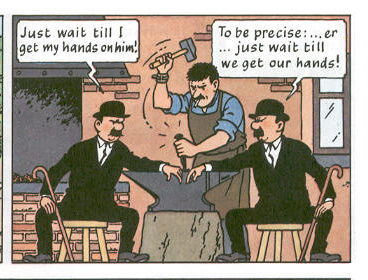 Just wait till I
get my hands on him!
To be precise:...er
... just wait till
we get our hands!